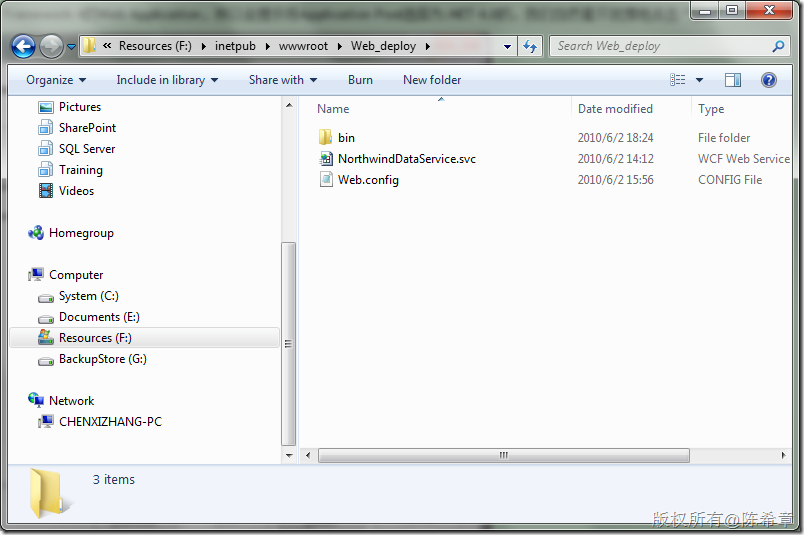 « Resources (F:) ▸ inetpub ▸ wwwroot ▸ Web_deploy ▸
Search Web_deploy
Organize Include in library Share with Burn New folder
Pictures
SharePoint
SQL Server
Training
Videos
Homegroup
Computer
System (C:)
Documents (E:)
Resources (F:)
BackupStore (G:)
Network
CHENXIZHANG-PC
Name Date modified Type
bin 2010/6/2 18:24 File folder
NorthwindDataService.svc 2010/6/2 14:12 WCF Web Service
Web.config 2010/6/2 15:56 CONFIG File
3 items
版权所有@陈希章